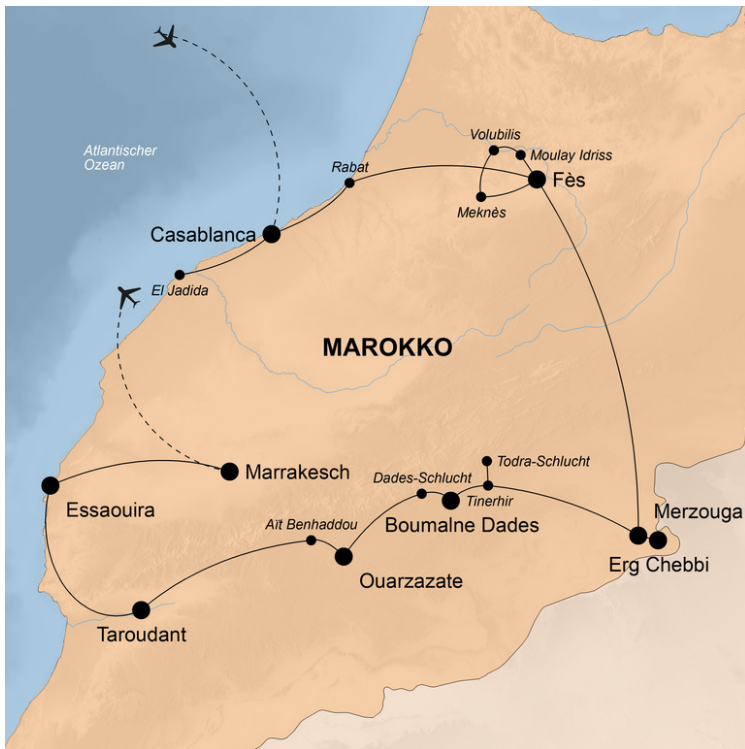 Atlantischer
Ozean
Volubilis
Moulay Idriss
Rabat
Fès
Meknès
Casablanca
El Jadida
MAROKKO
Marrakesch
Todra-Schlucht
Dades-Schlucht
Essaouira
Tinerhir
Merzouga
Aït Benhaddou
Boumalne Dades
Erg Chebbi
Ouarzazate
Taroudant